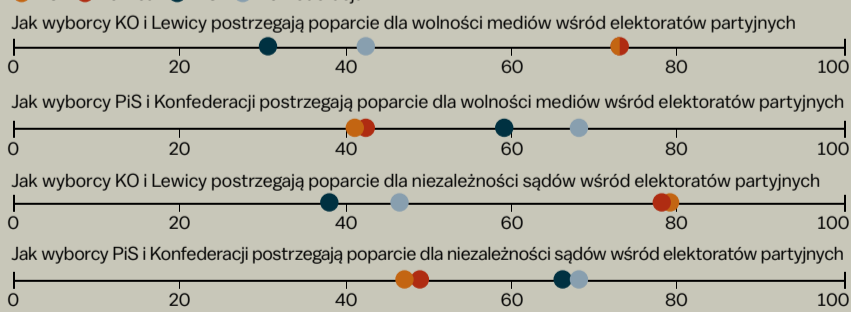 Jak wyborcy KO i Lewicy postrzegają poparcie dla wolności mediów wśród elektoratów partyjnych
0 20 40 60 80 100
Jak wyborcy PiS i Konfederacji postrzegają poparcie dla wolności mediów wśród elektoratów partyjnych
0 20 40 60 80 100
Jak wyborcy KO i Lewicy postrzegają poparcie dla niezależności sądów wśród elektoratów partyjnych
0 20 40 60 80 100
Jak wyborcy PiS i Konfederacji postrzegają poparcie dla niezależności sądów wśród elektoratów partyjnych
0 20 40 60 80 100